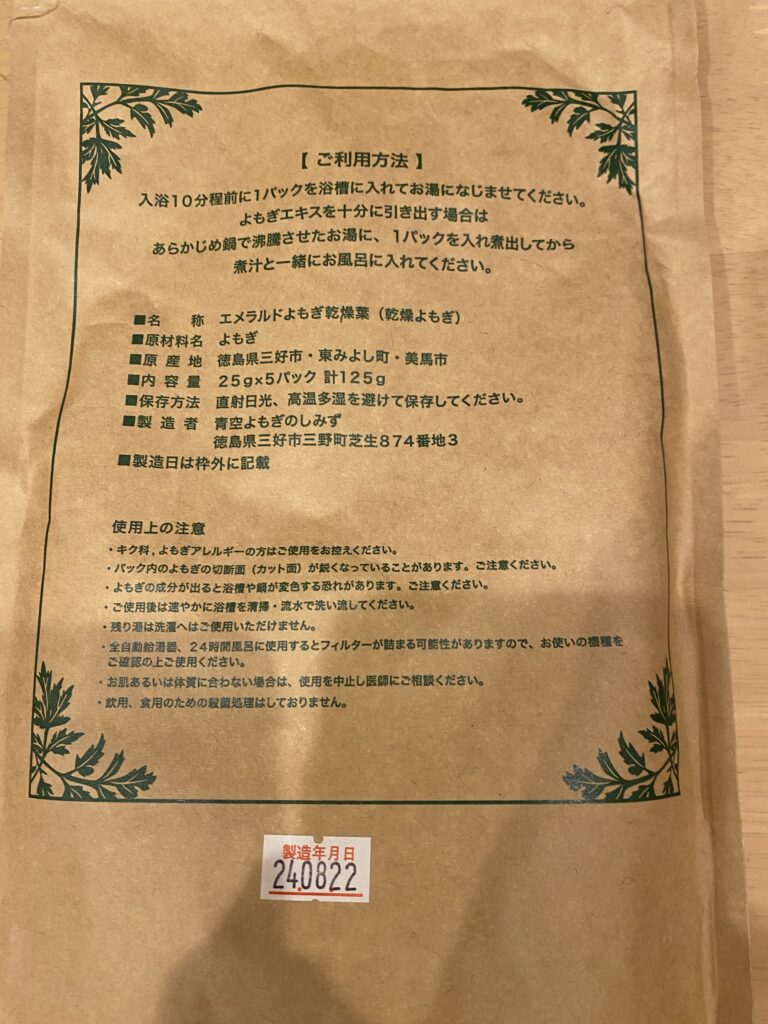 【 ご利用方法 】
入浴10分程前に1パックを浴槽に入れてお湯になじませてください。
よもぎエキスを十分に引き出す場合は
あらかじめ鍋で沸騰させたお湯に、1パックを入れ煮出してから
煮汁と一緒にお風呂に入れてください。
■名　　称　エメラルドよもぎ乾燥葉（乾燥よもぎ）
■原材料名　よもぎ
■原 産 地　徳島県三好市・東みよし町・美馬市
■内 容 量　25g×5パック 計125g
■保存方法　直射日光、高温多湿を避けて保存してください。
■製 造 者　青空よもぎのしみず
徳島県三好市三野町芝生874番地3
■製造日は枠外に記載
使用上の注意
・キク科，よもぎアレルギーの方はご使用をお控えください。
・パック内のよもぎの切断面（カット面）が鋭くなっていることがあります。ご注意ください。
・よもぎの成分が出ると浴槽や鍋が変色する恐れがあります。ご注意ください。
・ご使用後は速やかに浴槽を清掃・流水で洗い流してください。
・残り湯は洗濯へはご使用いただけません。
・全自動給湯器、24時間風呂に使用するとフィルターが詰まる可能性がありますので、お使いの機種を
ご確認の上ご使用ください。
・お肌あるいは体質に合わない場合は、使用を中止し医師にご相談ください。
・飲用、食用のための殺菌処理はしておりません。
製造年月日
24.08.22